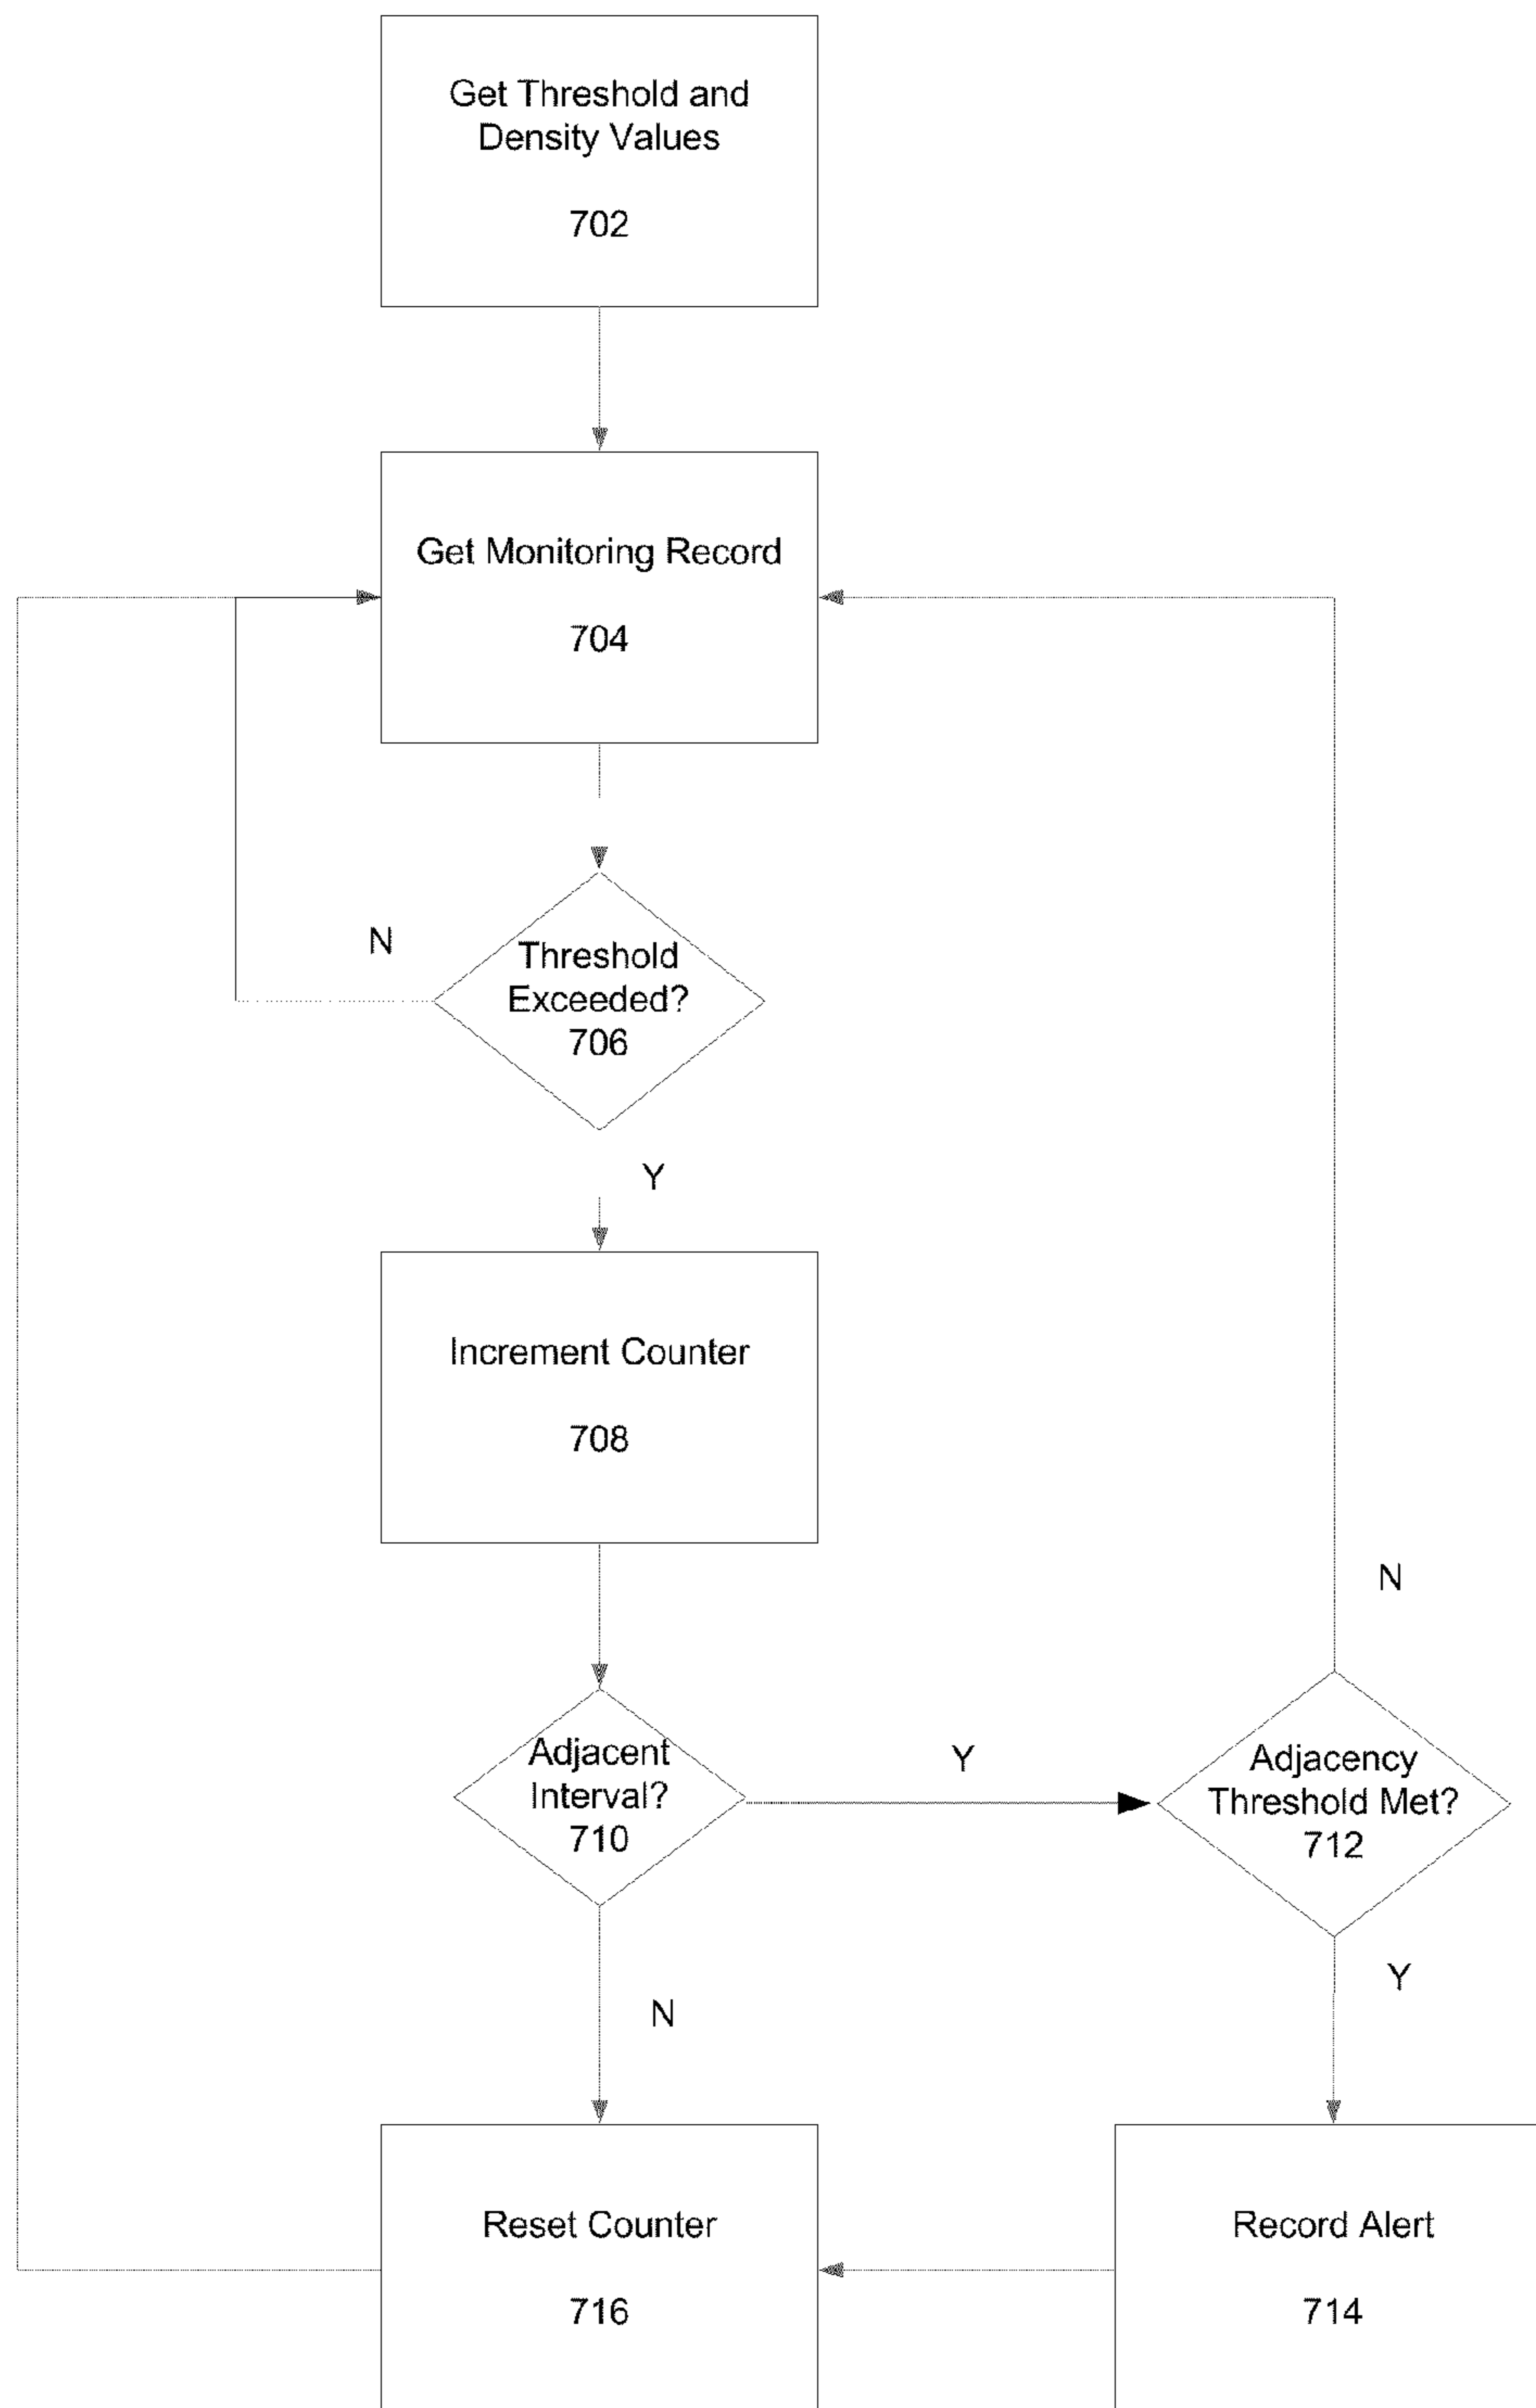 Get Threshold and
Density Values
702
Get Monitoring Record
704
N
Threshold
Exceeded?
706
Y
Increment Counter
708
N
Adjacent
Interval?
710
Y
Adjacency
Threshold Met?
712
Y
N
Reset Counter
716
Record Alert
714